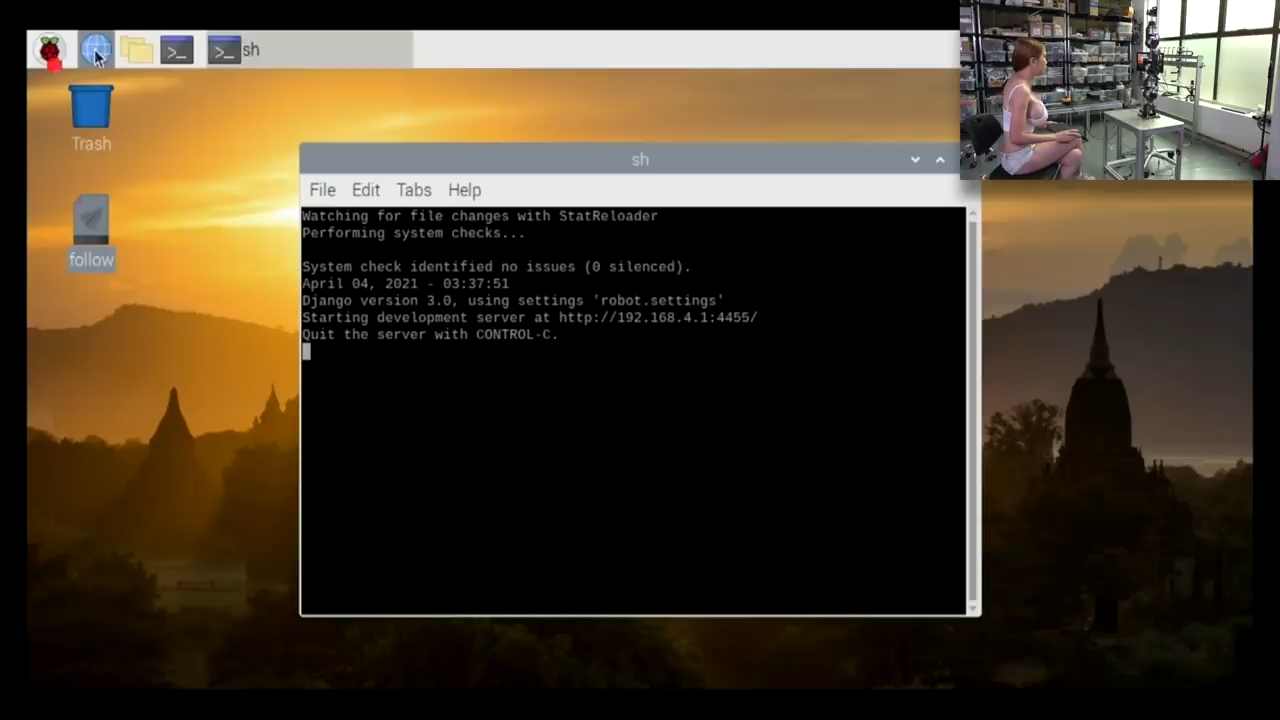 sh
Trash
follow
sh
File Edit Tabs Help
Watching for file changes with StatReloader
Performing system checks...
System check identified no issues (0 silenced).
April 04, 2021 - 03:37:51
Django version 3.0, using settings 'robot.settings'
Starting development server at http://192.168.4.1:4455/
Quit the server with CONTROL-C.